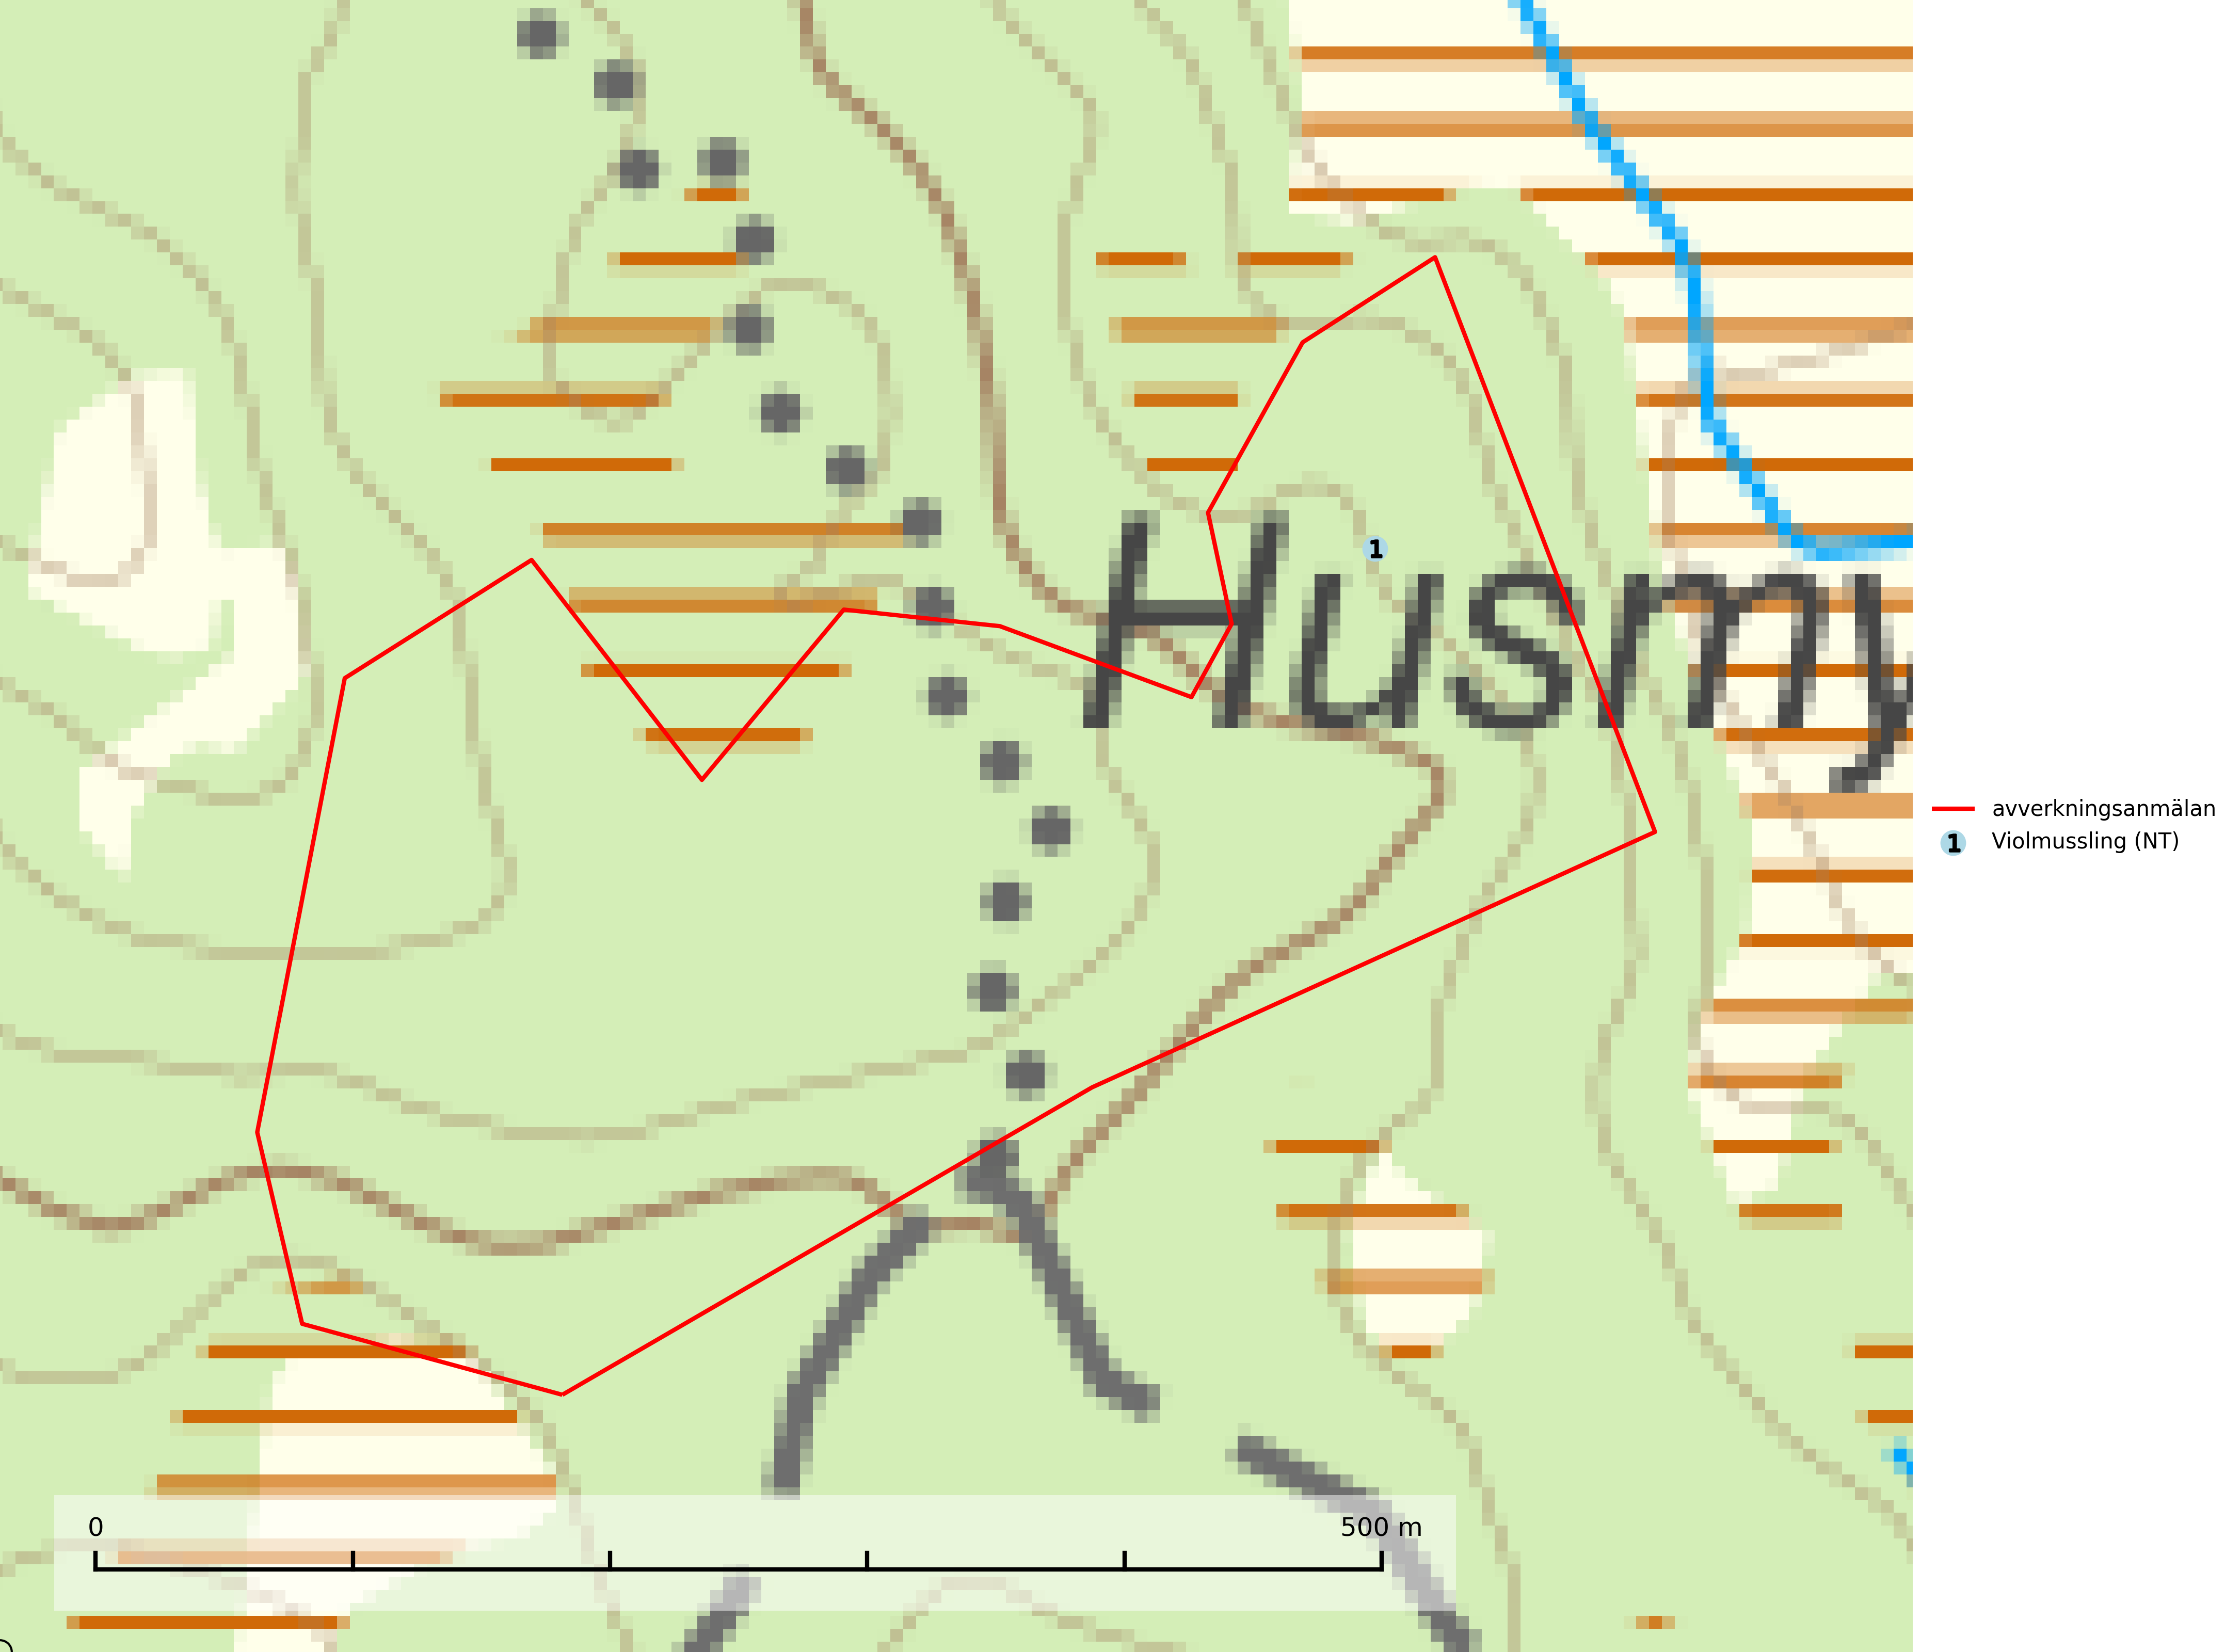 Husmy
avverkningsanmälan
1 Violmussling (NT)
1
0 500 m